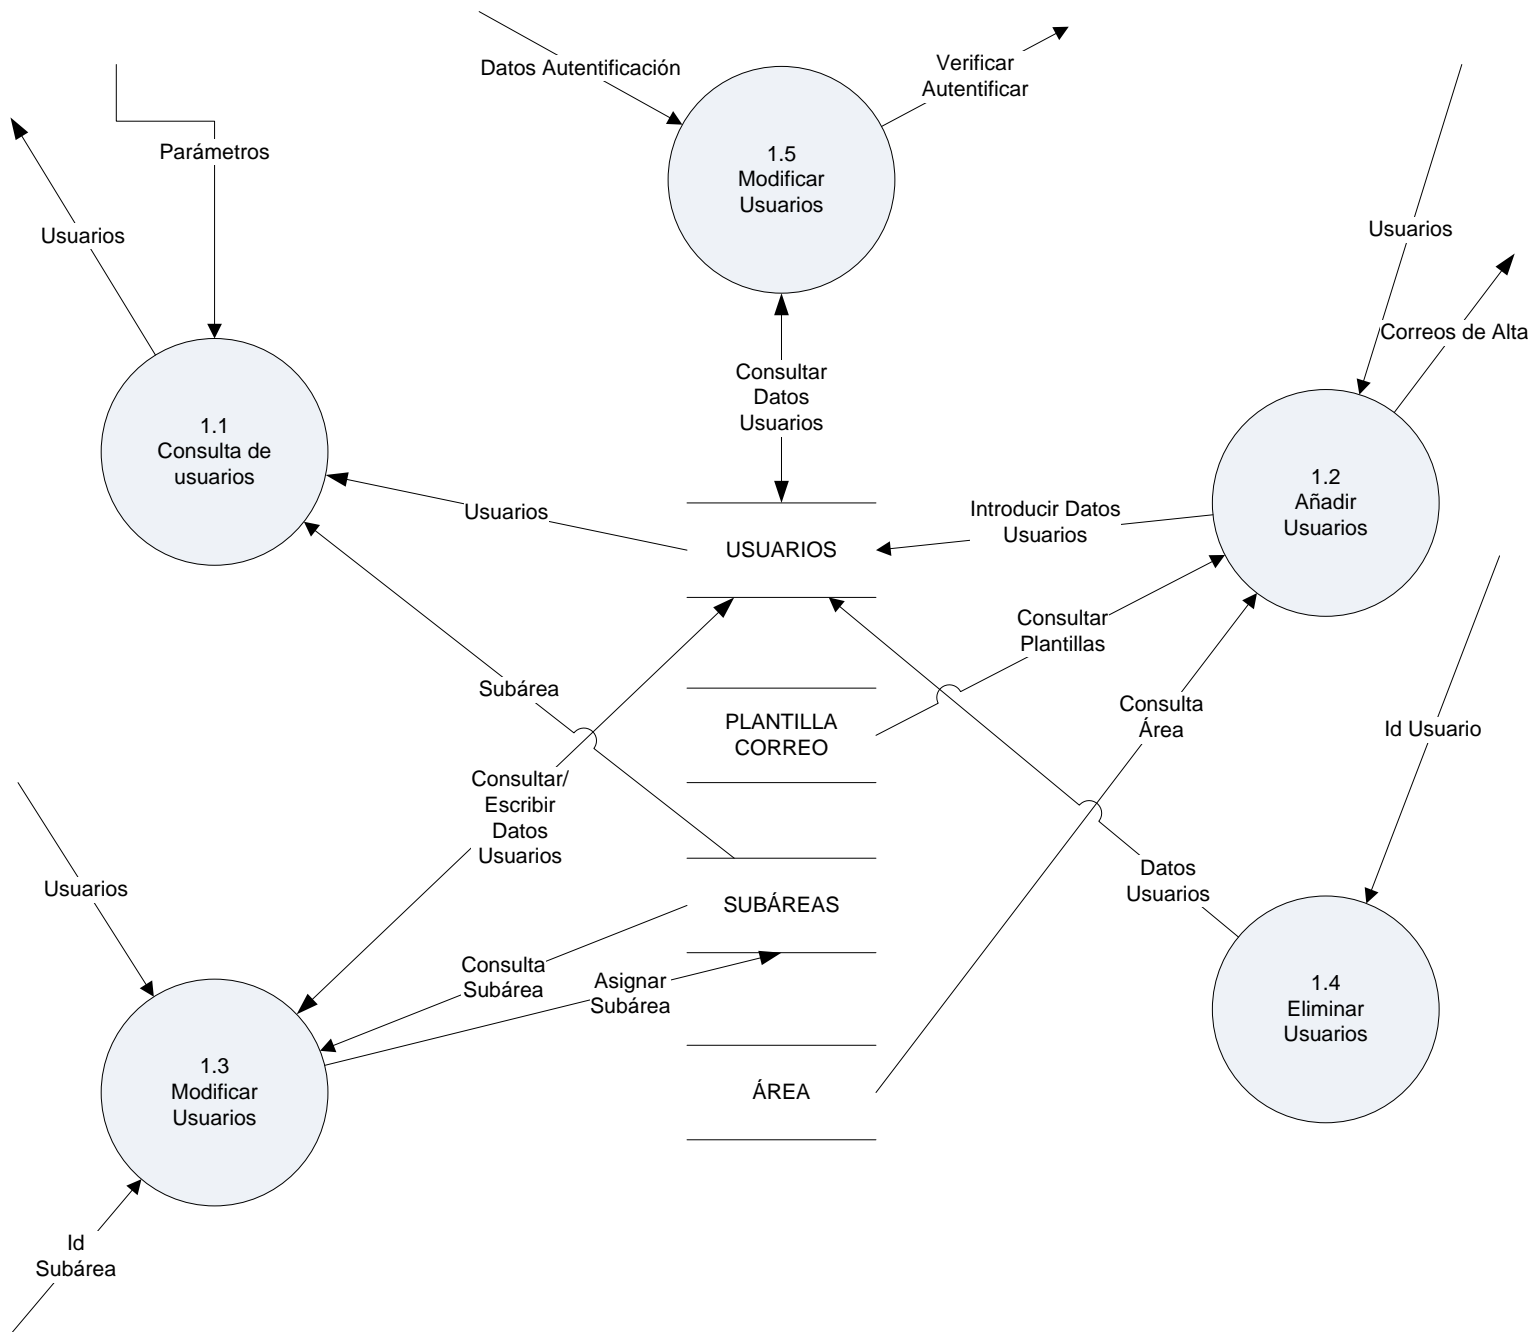 Datos Autentificación
Verificar
Autentificar
Parámetros
1.5
Modificar
Usuarios
Usuarios
Usuarios
Correos de Alta
Consultar
Datos
Usuarios
1.1
Consulta de
usuarios
1.2
Añadir
Usuarios
Usuarios
Introducir Datos
Usuarios
USUARIOS
Consultar
Plantillas
Subárea
Consulta
Área
PLANTILLA
CORREO
Id Usuario
Consultar/
Escribir
Datos
Usuarios
Usuarios
Datos
Usuarios
SUBÁREAS
Consulta
Subárea
Asignar
Subárea
1.4
Eliminar
Usuarios
1.3
Modificar
Usuarios
ÁREA
Id
Subárea